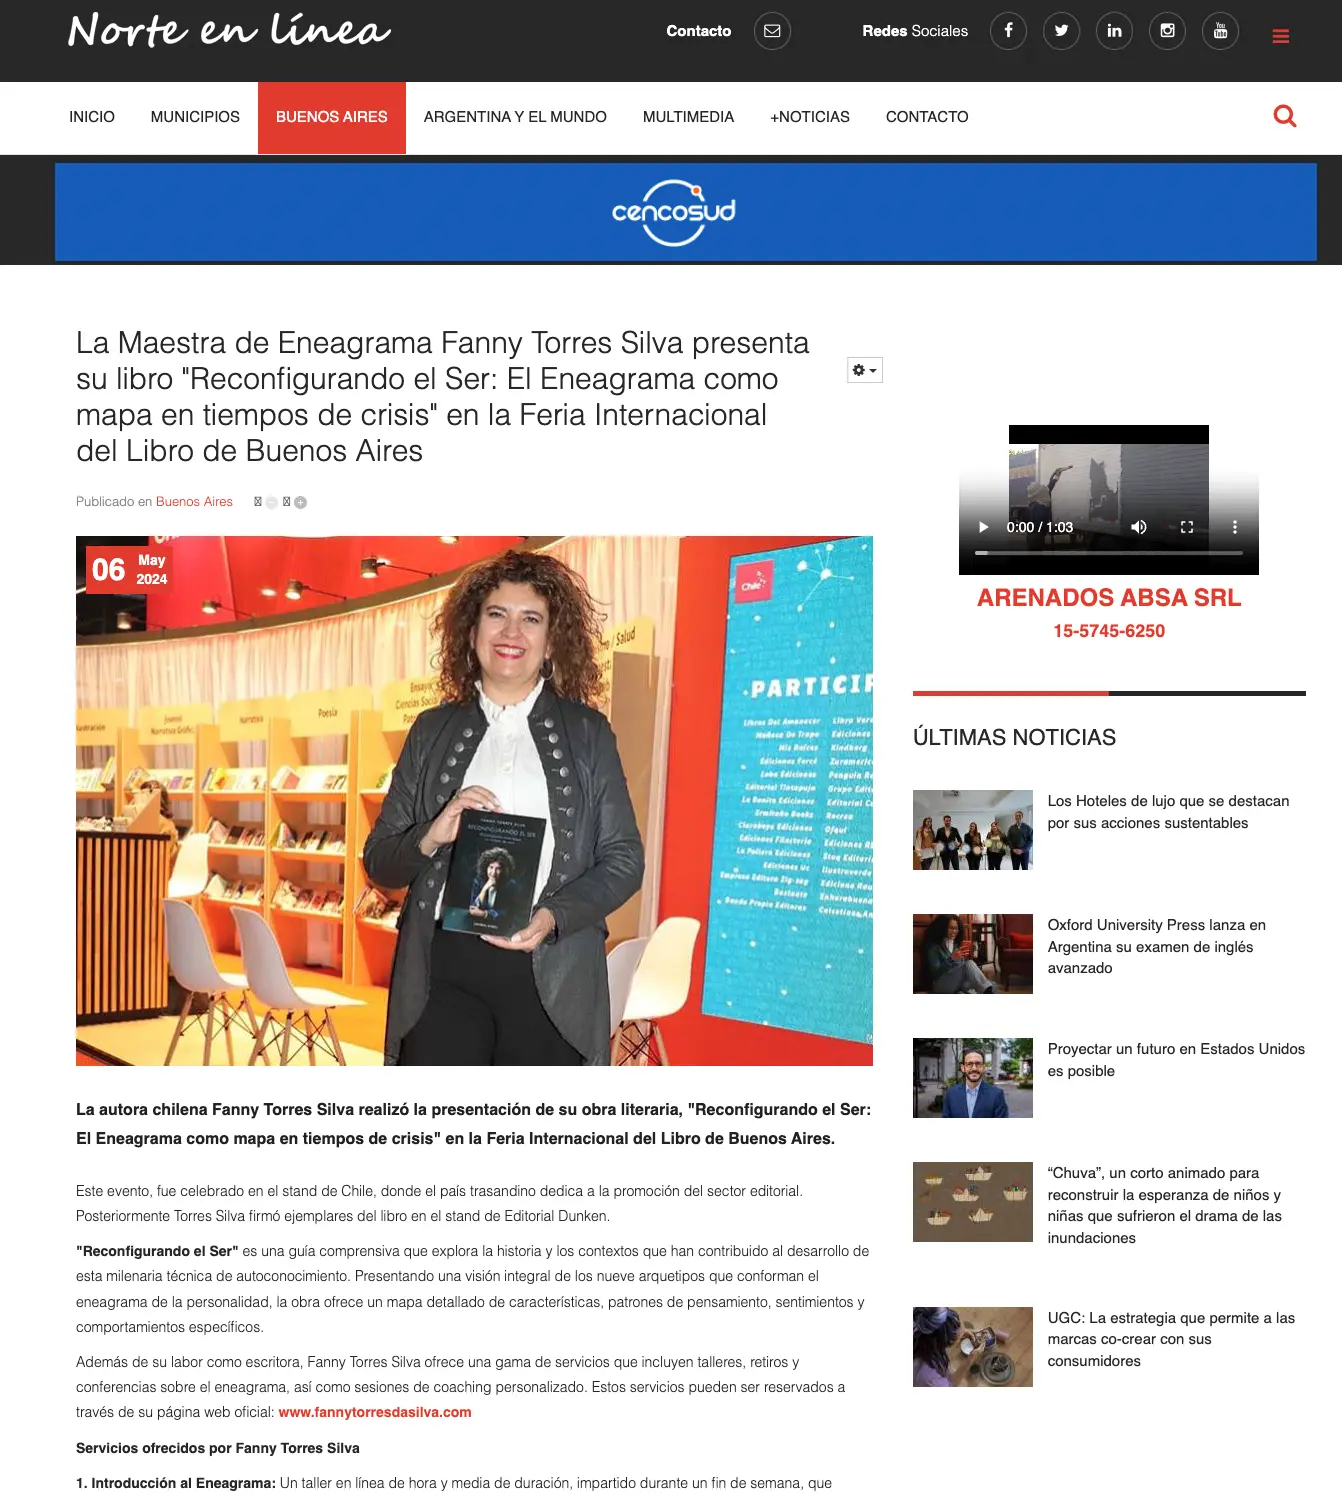 Norte en línea
Contacto
Redes Sociales
INICIO
MUNICIPIOS
BUENOS AIRES
ARGENTINA Y EL MUNDO
MULTIMEDIA
+NOTICIAS
CONTACTO
cencosud
La Maestra de Eneagrama Fanny Torres Silva presenta
su libro "Reconfigurando el Ser: El Eneagrama como
mapa en tiempos de crisis" en la Feria Internacional
del Libro de Buenos Aires
Publicado en Buenos Aires
06 May
2024
Chile
/ Salud
Poesía
Narrativa
PARTICIP
Libros Del Amanecer
FANNY TORRES SILVA
RECONFIGURANDO EL SER
La autora chilena Fanny Torres Silva realizó la presentación de su obra literaria, "Reconfigurando el Ser:
El Eneagrama como mapa en tiempos de crisis" en la Feria Internacional del Libro de Buenos Aires.
Este evento, fue celebrado en el stand de Chile, donde el país trasandino dedica a la promoción del sector editorial.
Posteriormente Torres Silva firmó ejemplares del libro en el stand de Editorial Dunken.
"Reconfigurando el Ser" es una guía comprensiva que explora la historia y los contextos que han contribuido al desarrollo de
esta milenaria técnica de autoconocimiento. Presentando una visión integral de los nueve arquetipos que conforman el
eneagrama de la personalidad, la obra ofrece un mapa detallado de características, patrones de pensamiento, sentimientos y
comportamientos específicos.
Además de su labor como escritora, Fanny Torres Silva ofrece una gama de servicios que incluyen talleres, retiros y
conferencias sobre el eneagrama, así como sesiones de coaching personalizado. Estos servicios pueden ser reservados a
través de su página web oficial: www.fannytorresdasilva.com
Servicios ofrecidos por Fanny Torres Silva
1. Introducción al Eneagrama: Un taller en línea de hora y media de duración, impartido durante un fin de semana, que
0:00 / 1:03
ARENADOS ABSA SRL
15-5745-6250
ÚLTIMAS NOTICIAS
Los Hoteles de lujo que se destacan
por sus acciones sustentables
Oxford University Press lanza en
Argentina su examen de inglés
avanzado
Proyectar un futuro en Estados Unidos
es posible
“Chuva”, un corto animado para
reconstruir la esperanza de niños y
niñas que sufrieron el drama de las
inundaciones
UGC: La estrategia que permite a las
marcas co-crear con sus
consumidores